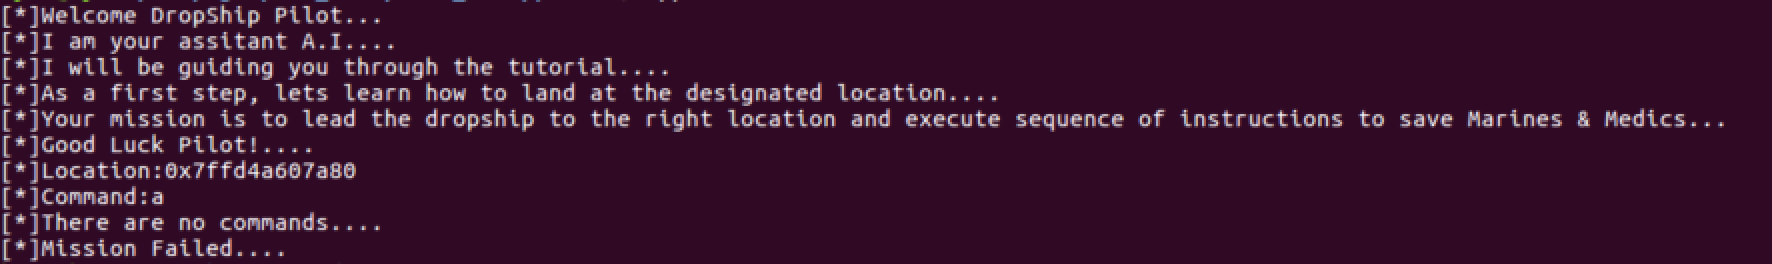 [*]Welcome DropShip Pilot...
[*]I am your assitant A.I....
[*]I will be guiding you through the tutorial....
[*]As a first step, lets learn how to land at the designated location....
[*]Your mission is to lead the dropship to the right location and execute sequence of instructions to save Marines & Medics...
[*]Good Luck Pilot!....
[*]Location:0x7ffd4a607a80
[*]Command:a
[*]There are no commands....
[*]Mission Failed....